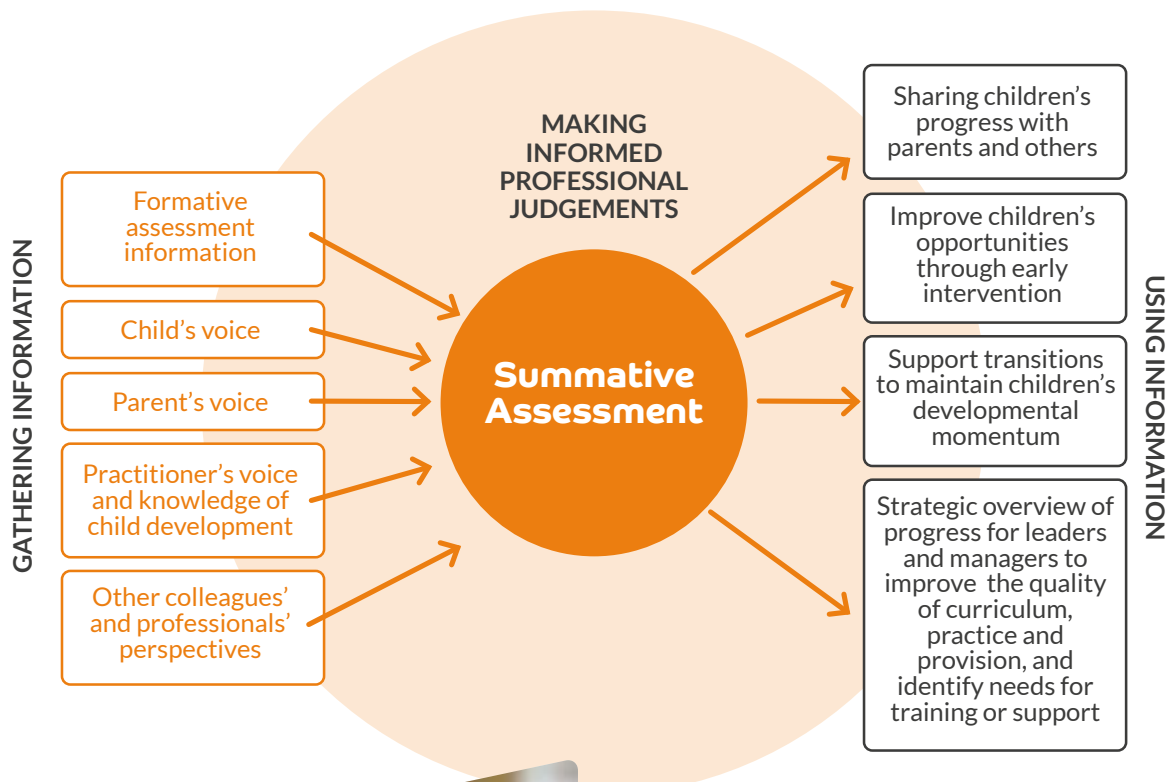 GATHERING INFORMATION
Formative
assessment
information
Child's voice
Parent's voice
Practitioner's voice
and knowledge of
child development
Other colleagues'
and professionals'
perspectives
MAKING
INFORMED
PROFESSIONAL
JUDGEMENTS
Summative
Assessment
Sharing children's
progress with
parents and others
Improve children's
opportunities
through early
intervention
Support transitions
to maintain children's
developmental
momentum
Strategic overview of
progress for leaders
and managers to
improve the quality
of curriculum,
practice and
provision, and
identify needs for
training or support
USING INFORMATION